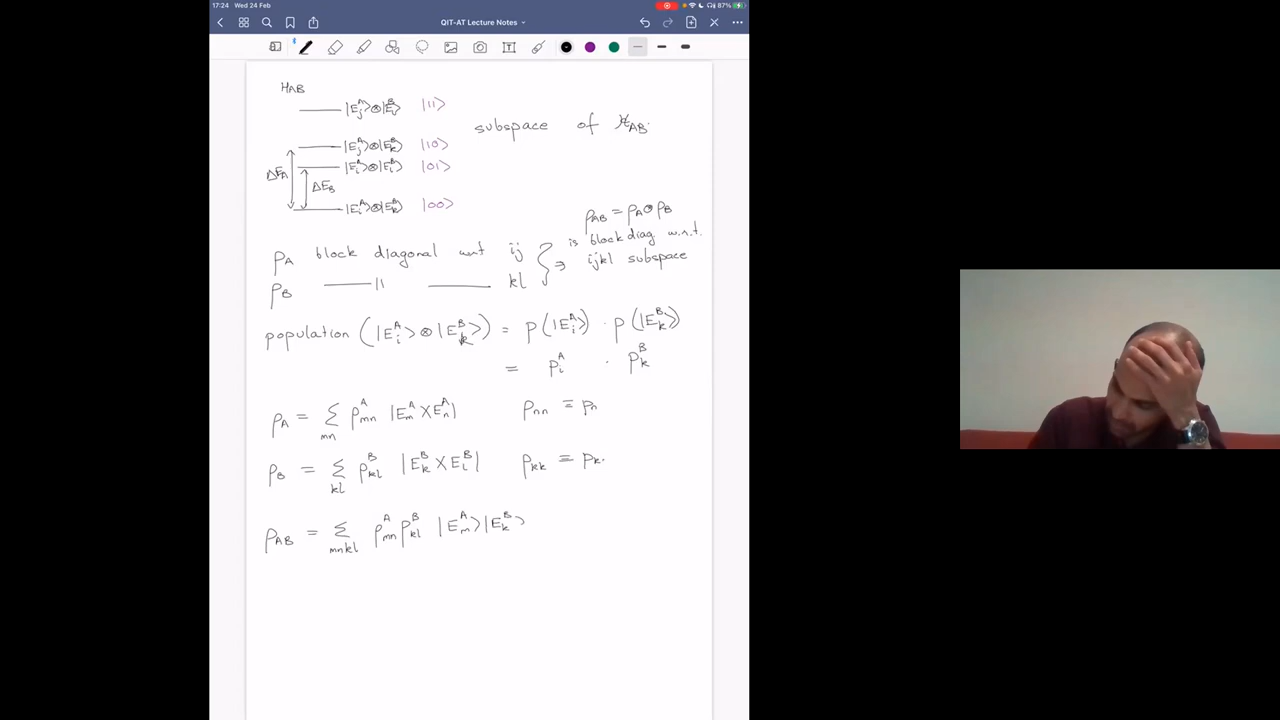 17:24 Wed 24 Feb
87%
QIT-AT Lecture Notes
H_AB
|E_j^A>⊗|E_l^B> |11>
|E_j^A>⊗|E_k^B> |10>
|E_i^A>⊗|E_l^B> |01>
|E_i^A>⊗|E_k^B> |00>
ΔE_A
ΔE_B
subspace of ℋ_AB.
ρ_AB = ρ_A⊗ρ_B
is block diag. w.r.t.
ijkl subspace
ρ_A block diagonal wrt ij
ρ_B —— 11 —— kl
} ⇒
population (|E_i^A> ⊗ |E_k^B>) = p(|E_i^A>) · p(|E_k^B>)
= p_i^A · p_k^B
ρ_A = Σ_mn ρ_mn^A |E_m^A X E_n^A| ρ_nn ≡ p_n
ρ_B = Σ_kl ρ_kl^B |E_k^B X E_l^B| ρ_kk ≡ p_k.
ρ_AB = Σ_mnkl ρ_mn^A ρ_kl^B |E_m^A>|E_k^B>